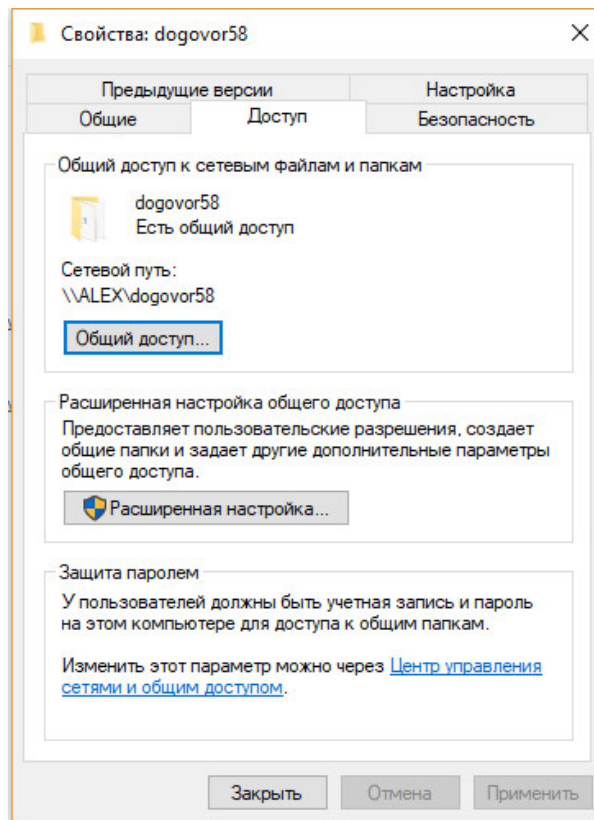 Свойства: dogovor58
Предыдущие версии
Настройка
Общие
Доступ
Безопасность
Общий доступ к сетевым файлам и папкам
dogovor58
Есть общий доступ
Сетевой путь:
\\ALEX\dogovor58
Общий доступ...
Расширенная настройка общего доступа
Предоставляет пользовательские разрешения, создает
общие папки и задает другие дополнительные параметры
общего доступа.
Расширенная настройка...
Защита паролем
У пользователей должны быть учетная запись и пароль
на этом компьютере для доступа к общим папкам.
Изменить этот параметр можно через Центр управления
сетями и общим доступом.
Закрыть
Отмена
Применить